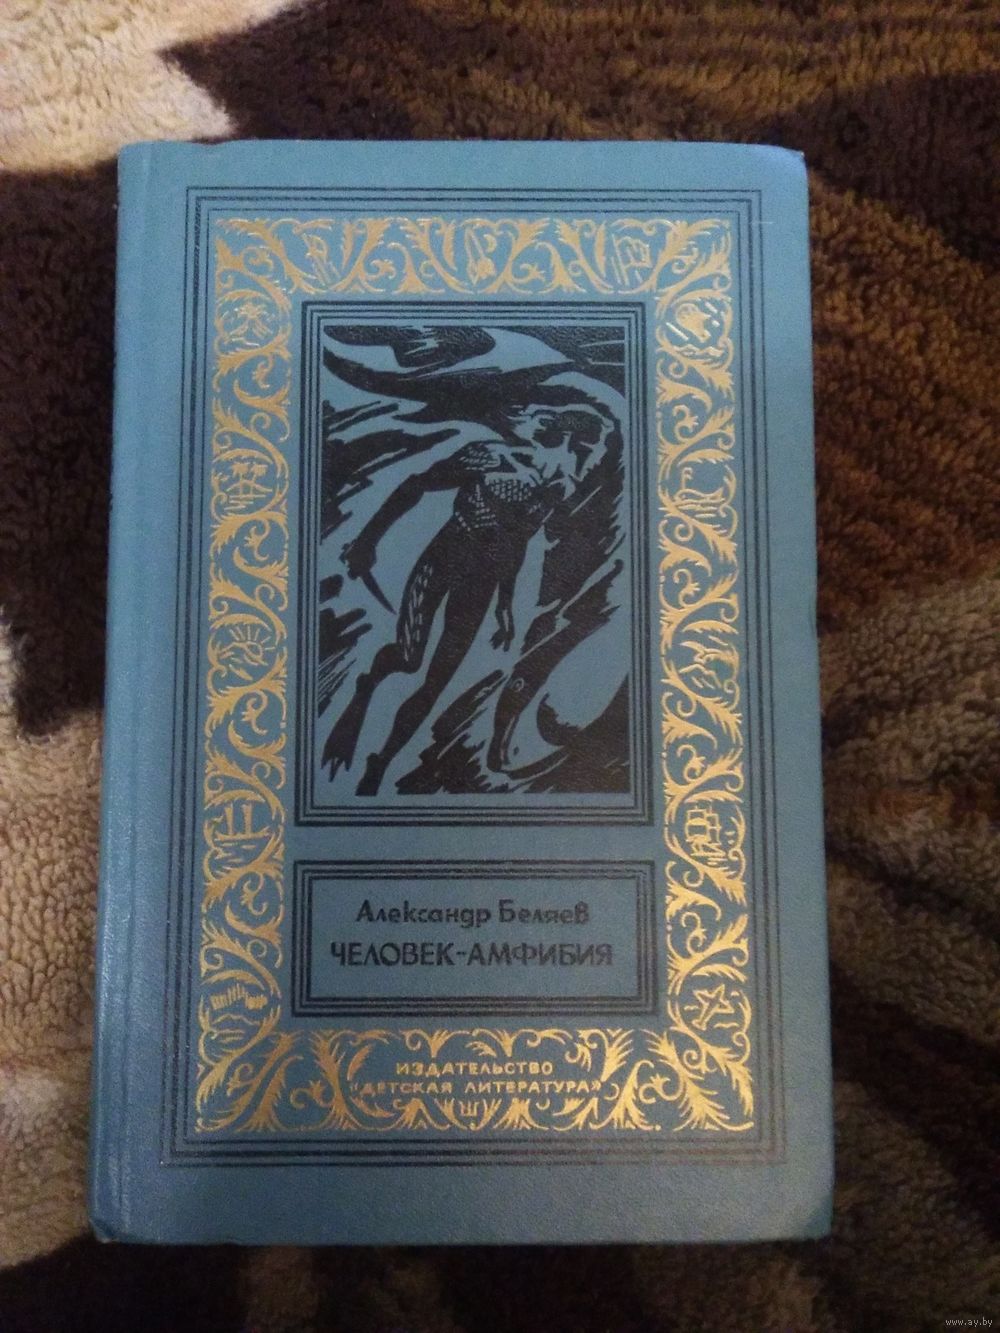 Александр Беляев
ЧЕЛОВЕК-АМФИБИЯ
ИЗДАТЕЛЬСТВО
"ДЕТСКАЯ ЛИТЕРАТУРА"
www.ay.by